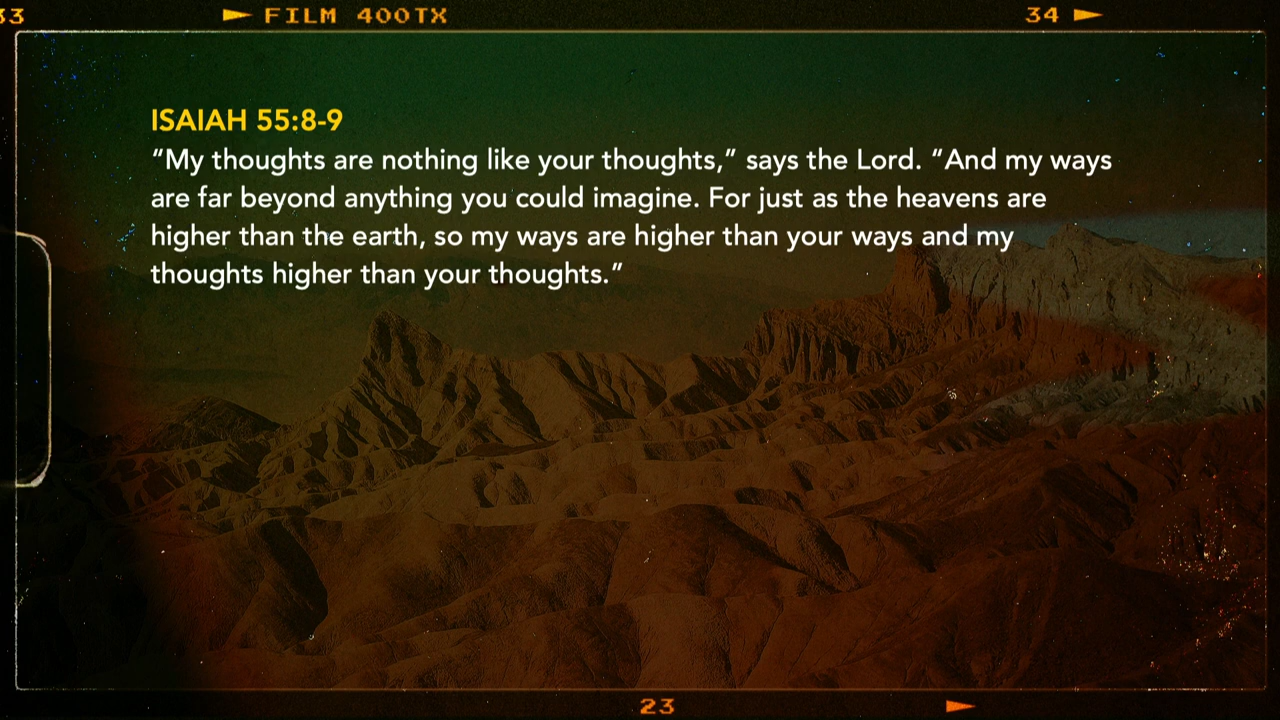 33 FILM 400TX 34
ISAIAH 55:8-9
“My thoughts are nothing like your thoughts,” says the Lord. “And my ways
are far beyond anything you could imagine. For just as the heavens are
higher than the earth, so my ways are higher than your ways and my
thoughts higher than your thoughts.”
23